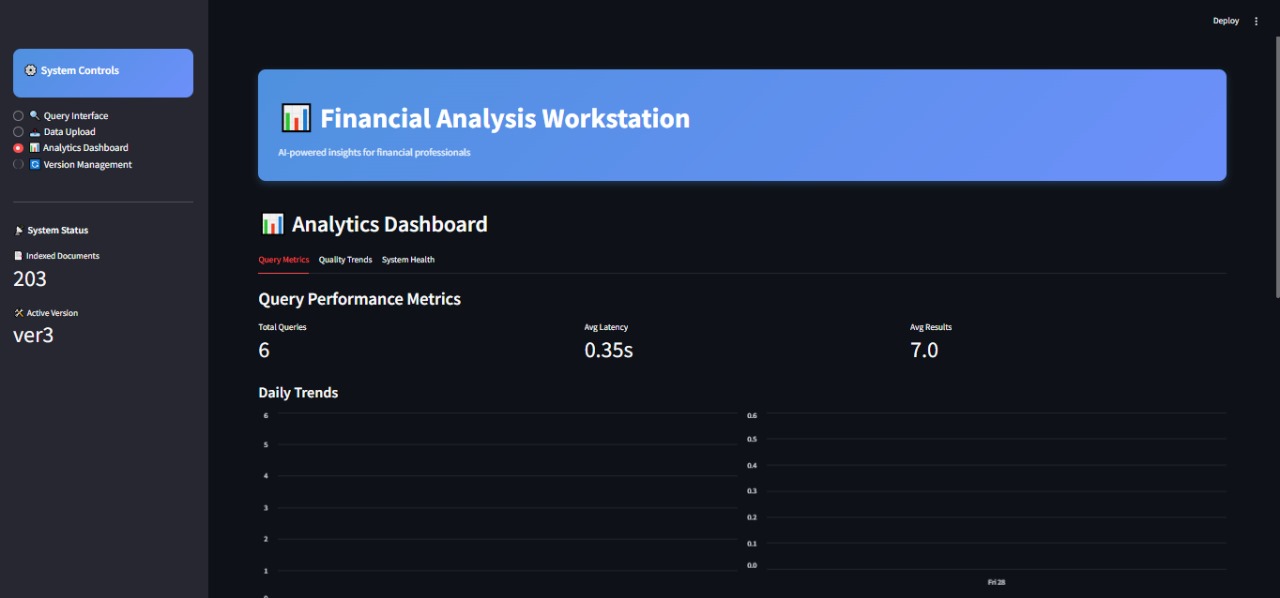 Deploy
System Controls
Query Interface
Data Upload
Analytics Dashboard
Version Management
System Status
Indexed Documents
203
Active Version
ver3
Financial Analysis Workstation
AI-powered insights for financial professionals
Analytics Dashboard
Query Metrics Quality Trends System Health
Query Performance Metrics
Total Queries Avg Latency Avg Results
6 0.35s 7.0
Daily Trends
6
5
4
3
2
1
0.6
0.5
0.4
0.3
0.2
0.1
0.0
Fri 28